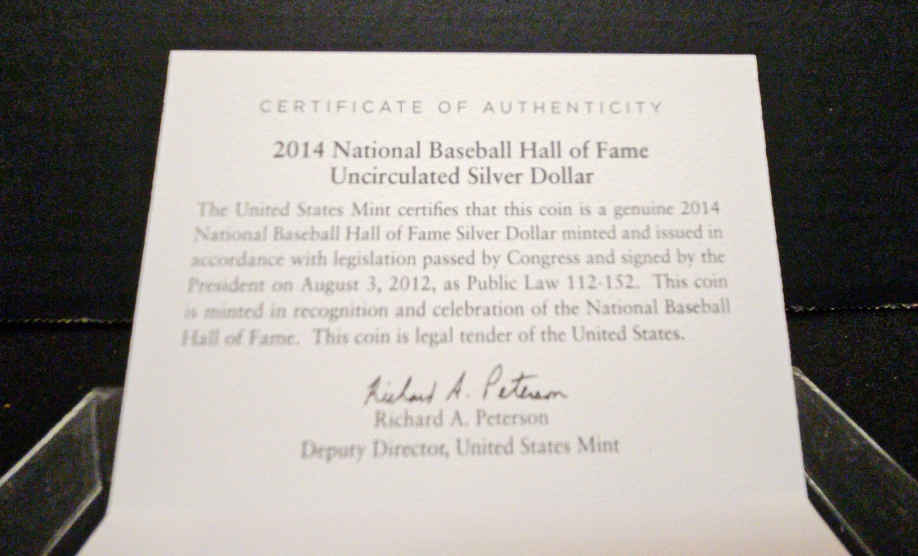 CERTIFICATE OF AUTHENTICITY
2014 National Baseball Hall of Fame
Uncirculated Silver Dollar
The United States Mint certifies that this coin is a genuine 2014
National Baseball Hall of Fame Silver Dollar minted and issued in
accordance with legislation passed by Congress and signed by the
President on August 3, 2012, as Public Law 112-152. This coin
is minted in recognition and celebration of the National Baseball
Hall of Fame. This coin is legal tender of the United States.
Richard A. Peterson
Richard A. Peterson
Deputy Director, United States Mint